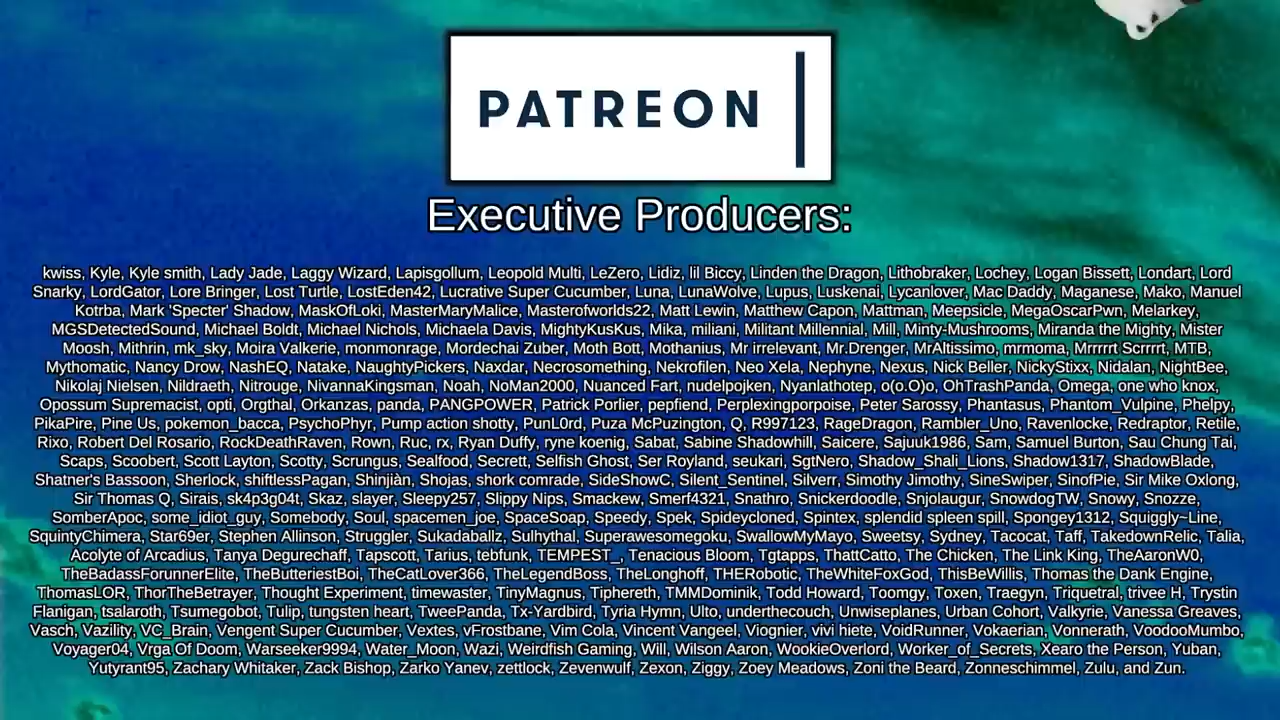 PATREON
Executive Producers:
kwiss, Kyle, Kyle smith, Lady Jade, Laggy Wizard, Lapisgollum, Leopold Multi, LeZero, Lidiz, lil Biccy, Linden the Dragon, Lithobraker, Lochey, Logan Bissett, Londart, Lord
Snarky, LordGator, Lore Bringer, Lost Turtle, LostEden42, Lucrative Super Cucumber, Luna, LunaWolve, Lupus, Luskenai, Lycanlover, Mac Daddy, Maganese, Mako, Manuel
Kotrba, Mark 'Specter' Shadow, MaskOfLoki, MasterMaryMalice, Masterofworlds22, Matt Lewin, Matthew Capon, Mattman, Meepsicle, MegaOscarPwn, Melarkey,
MGSDetectedSound, Michael Boldt, Michael Nichols, Michaela Davis, MightyKusKus, Mika, miliani, Militant Millennial, Mill, Minty-Mushrooms, Miranda the Mighty, Mister
Moosh, Mithrin, mk_sky, Moira Valkerie, monmonrage, Mordechai Zuber, Moth Bott, Mothanius, Mr irrelevant, Mr.Drenger, MrAltissimo, mrmoma, Mrrrrrt Scrrrrt, MTB,
Mythomatic, Nancy Drow, NashEQ, Natake, NaughtyPickers, Naxdar, Necrosomething, Nekrofilen, Neo Xela, Nephyne, Nexus, Nick Beller, NickyStixx, Nidalan, NightBee,
Nikolaj Nielsen, Nildraeth, Nitrouge, NivannaKingsman, Noah, NoMan2000, Nuanced Fart, nudelpojken, Nyanlathotep, o(o.O)o, OhTrashPanda, Omega, one who knox,
Opossum Supremacist, opti, Orgthal, Orkanzas, panda, PANGPOWER, Patrick Porlier, pepfiend, Perplexingporpoise, Peter Sarossy, Phantasus, Phantom_Vulpine, Phelpy,
PikaPire, Pine Us, pokemon_bacca, PsychoPhyr, Pump action shotty, PunL0rd, Puza McPuzington, Q, R997123, RageDragon, Rambler_Uno, Ravenlocke, Redraptor, Retile,
Rixo, Robert Del Rosario, RockDeathRaven, Rown, Ruc, rx, Ryan Duffy, ryne koenig, Sabat, Sabine Shadowhill, Saicere, Sajuuk1986, Sam, Samuel Burton, Sau Chung Tai,
Scaps, Scoobert, Scott Layton, Scotty, Scrungus, Sealfood, Secrett, Selfish Ghost, Ser Royland, seukari, SgtNero, Shadow_Shali_Lions, Shadow1317, ShadowBlade,
Shatner's Bassoon, Sherlock, shiftlessPagan, Shinjiàn, Shojas, shork comrade, SideShowC, Silent_Sentinel, Silverr, Simothy Jimothy, SineSwiper, SinofPie, Sir Mike Oxlong,
Sir Thomas Q, Sirais, sk4p3g04t, Skaz, slayer, Sleepy257, Slippy Nips, Smackew, Smerf4321, Snathro, Snickerdoodle, Snjolaugur, SnowdogTW, Snowy, Snozze,
SomberApoc, some_idiot_guy, Somebody, Soul, spacemen_joe, SpaceSoap, Speedy, Spek, Spideycloned, Spintex, splendid spleen spill, Spongey1312, Squiggly~Line,
SquintyChimera, Star69er, Stephen Allinson, Struggler, Sukadaballz, Sulhythal, Superawesomegoku, SwallowMyMayo, Sweetsy, Sydney, Tacocat, Taff, TakedownRelic, Talia,
Acolyte of Arcadius, Tanya Degurechaff, Tapscott, Tarius, tebfunk, TEMPEST_, Tenacious Bloom, Tgtapps, ThattCatto, The Chicken, The Link King, TheAaronW0,
TheBadassForunnerElite, TheButteriestBoi, TheCatLover366, TheLegendBoss, TheLonghoff, THERobotic, TheWhiteFoxGod, ThisBeWillis, Thomas the Dank Engine,
ThomasLOR, ThorTheBetrayer, Thought Experiment, timewaster, TinyMagnus, Tiphereth, TMMDominik, Todd Howard, Toomgy, Toxen, Traegyn, Triquetral, trivee H, Trystin
Flanigan, tsalaroth, Tsumegobot, Tulip, tungsten heart, TweePanda, Tx-Yardbird, Tyria Hymn, Ulto, underthecouch, Unwiseplanes, Urban Cohort, Valkyrie, Vanessa Greaves,
Vasch, Vazility, VC_Brain, Vengent Super Cucumber, Vextes, vFrostbane, Vim Cola, Vincent Vangeel, Viognier, vivi hiete, VoidRunner, Vokaerian, Vonnerath, VoodooMumbo,
Voyager04, Vrga Of Doom, Warseeker9994, Water_Moon, Wazi, Weirdfish Gaming, Will, Wilson Aaron, WookieOverlord, Worker_of_Secrets, Xearo the Person, Yuban,
Yutyrant95, Zachary Whitaker, Zack Bishop, Zarko Yanev, zettlock, Zevenwulf, Zexon, Ziggy, Zoey Meadows, Zoni the Beard, Zonneschimmel, Zulu, and Zun.